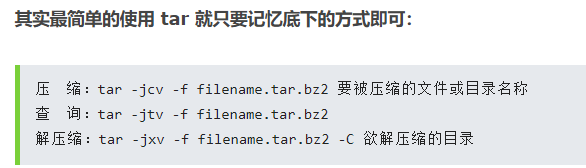 其实最简单的使用 tar 就只要记忆底下的方式即可：
压　缩：tar -jcv -f filename.tar.bz2 要被压缩的文件或目录名称
查　询：tar -jtv -f filename.tar.bz2
解压缩：tar -jxv -f filename.tar.bz2 -C 欲解压缩的目录